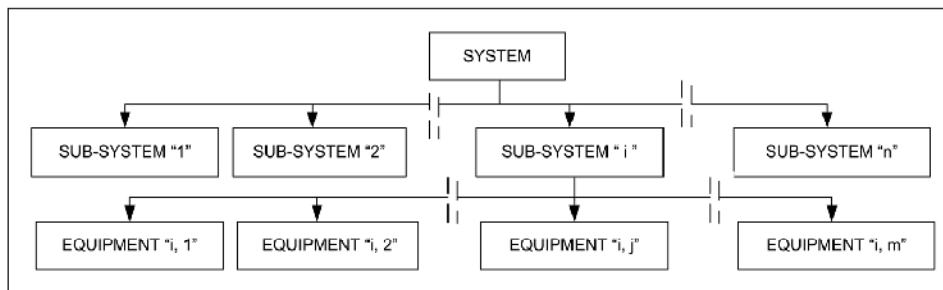 SYSTEM
SUB-SYSTEM “1”
SUB-SYSTEM “2”
SUB-SYSTEM “ i ”
SUB-SYSTEM “n”
EQUIPMENT “i, 1”
EQUIPMENT “i, 2”
EQUIPMENT “i, j”
EQUIPMENT “i, m”